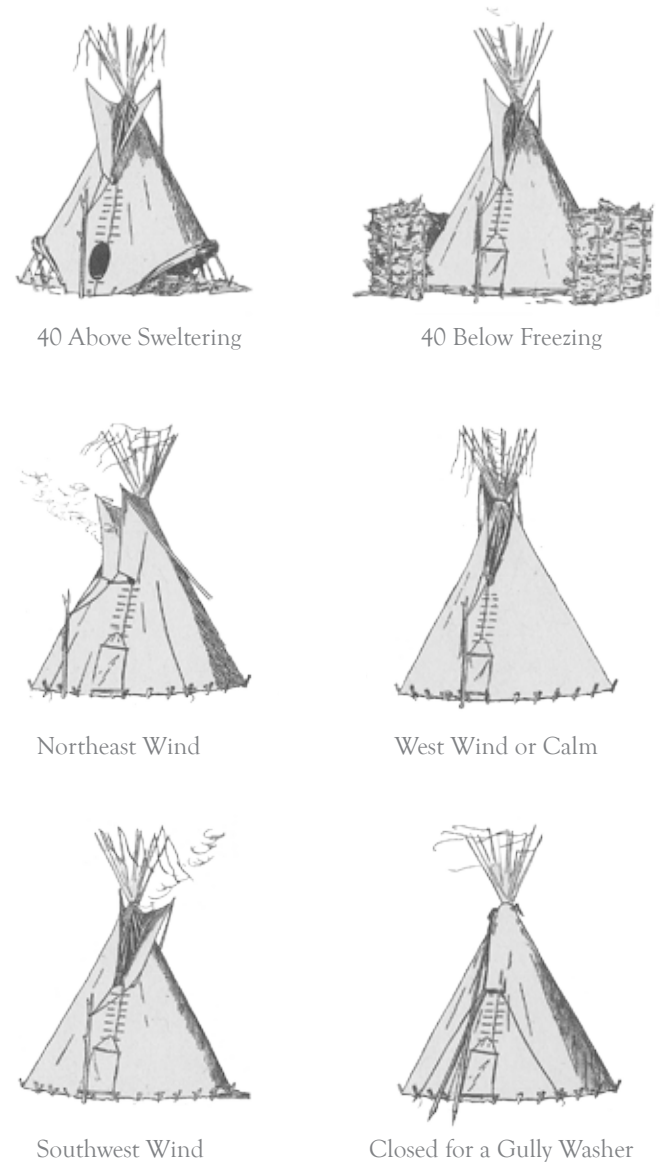 40 Above Sweltering
40 Below Freezing
Northeast Wind
West Wind or Calm
Southwest Wind
Closed for a Gully Washer